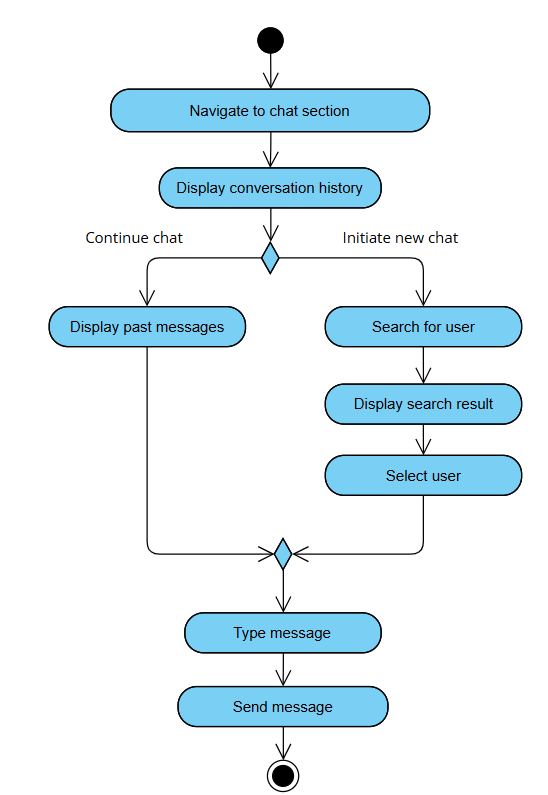 Navigate to chat section
Display conversation history
Continue chat
Initiate new chat
Display past messages
Search for user
Display search result
Select user
Type message
Send message